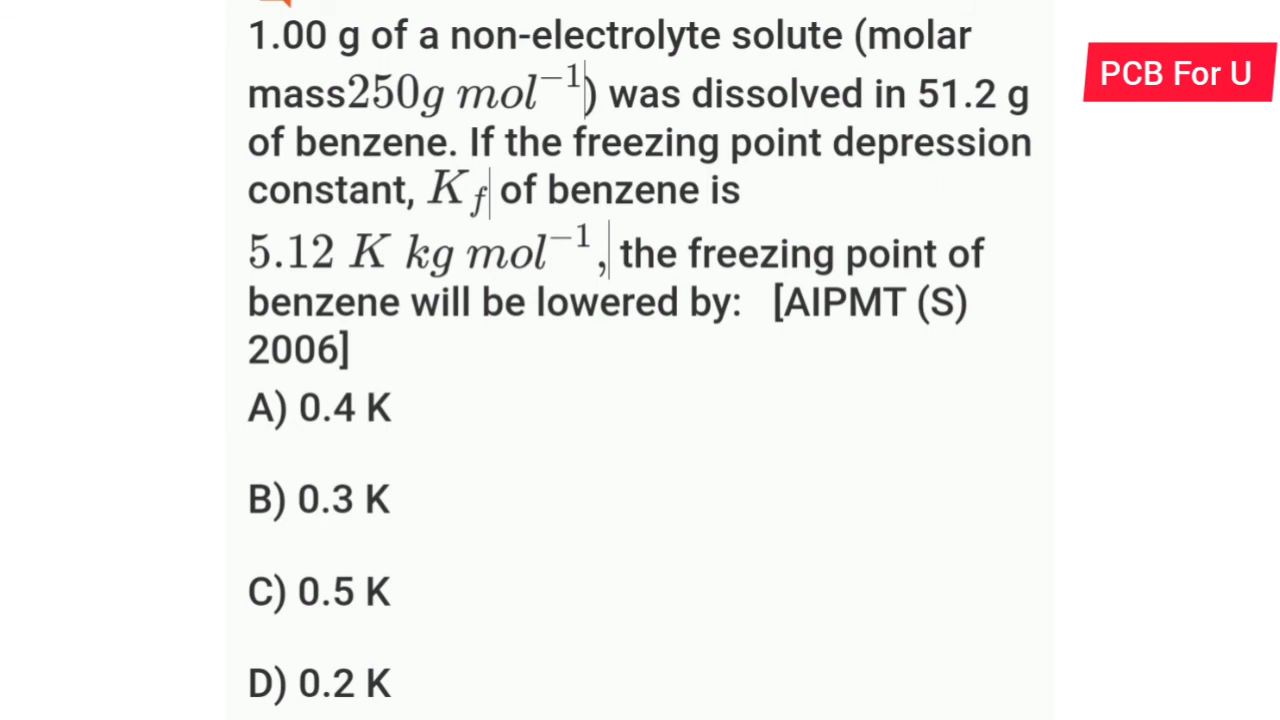 1.00 g of a non-electrolyte solute (molar
mass250g mol⁻¹) was dissolved in 51.2 g
of benzene. If the freezing point depression
constant, K_f of benzene is
5.12 K kg mol⁻¹, the freezing point of
benzene will be lowered by: [AIPMT (S)
2006]
A) 0.4 K
B) 0.3 K
C) 0.5 K
D) 0.2 K
PCB For U